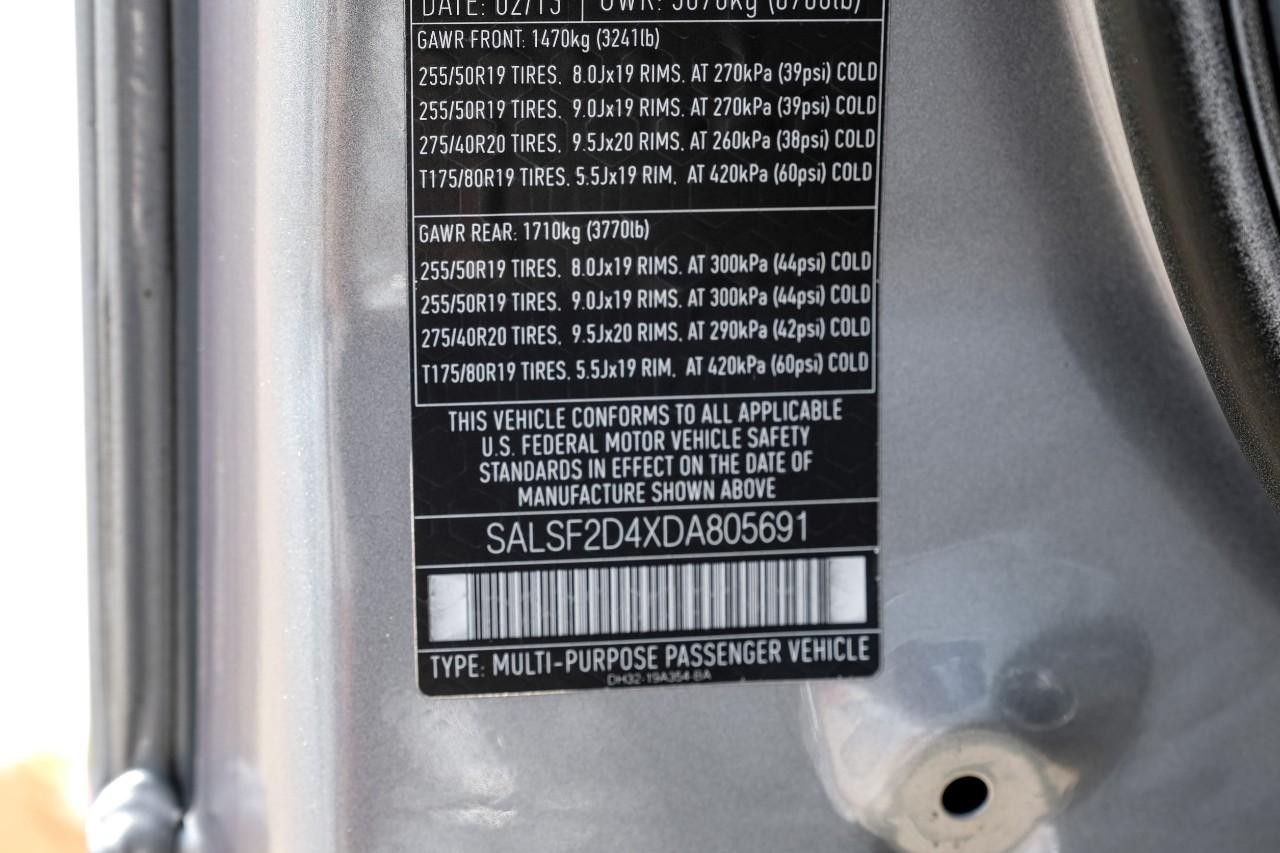 DATE: 02/13 GWR: 3070kg (6768lb)
GAWR FRONT: 1470kg (3241lb)
255/50R19 TIRES, 8.0Jx19 RIMS, AT 270kPa (39psi) COLD
255/50R19 TIRES, 9.0Jx19 RIMS, AT 270kPa (39psi) COLD
275/40R20 TIRES, 9.5Jx20 RIMS, AT 260kPa (38psi) COLD
T175/80R19 TIRES, 5.5Jx19 RIM, AT 420kPa (60psi) COLD
GAWR REAR: 1710kg (3770lb)
255/50R19 TIRES, 8.0Jx19 RIMS, AT 300kPa (44psi) COLD
255/50R19 TIRES, 9.0Jx19 RIMS, AT 300kPa (44psi) COLD
275/40R20 TIRES, 9.5Jx20 RIMS, AT 290kPa (42psi) COLD
T175/80R19 TIRES, 5.5Jx19 RIM, AT 420kPa (60psi) COLD
THIS VEHICLE CONFORMS TO ALL APPLICABLE
U.S. FEDERAL MOTOR VEHICLE SAFETY
STANDARDS IN EFFECT ON THE DATE OF
MANUFACTURE SHOWN ABOVE
SALSF2D4XDA805691
TYPE: MULTI-PURPOSE PASSENGER VEHICLE
DH32-19A354-BA